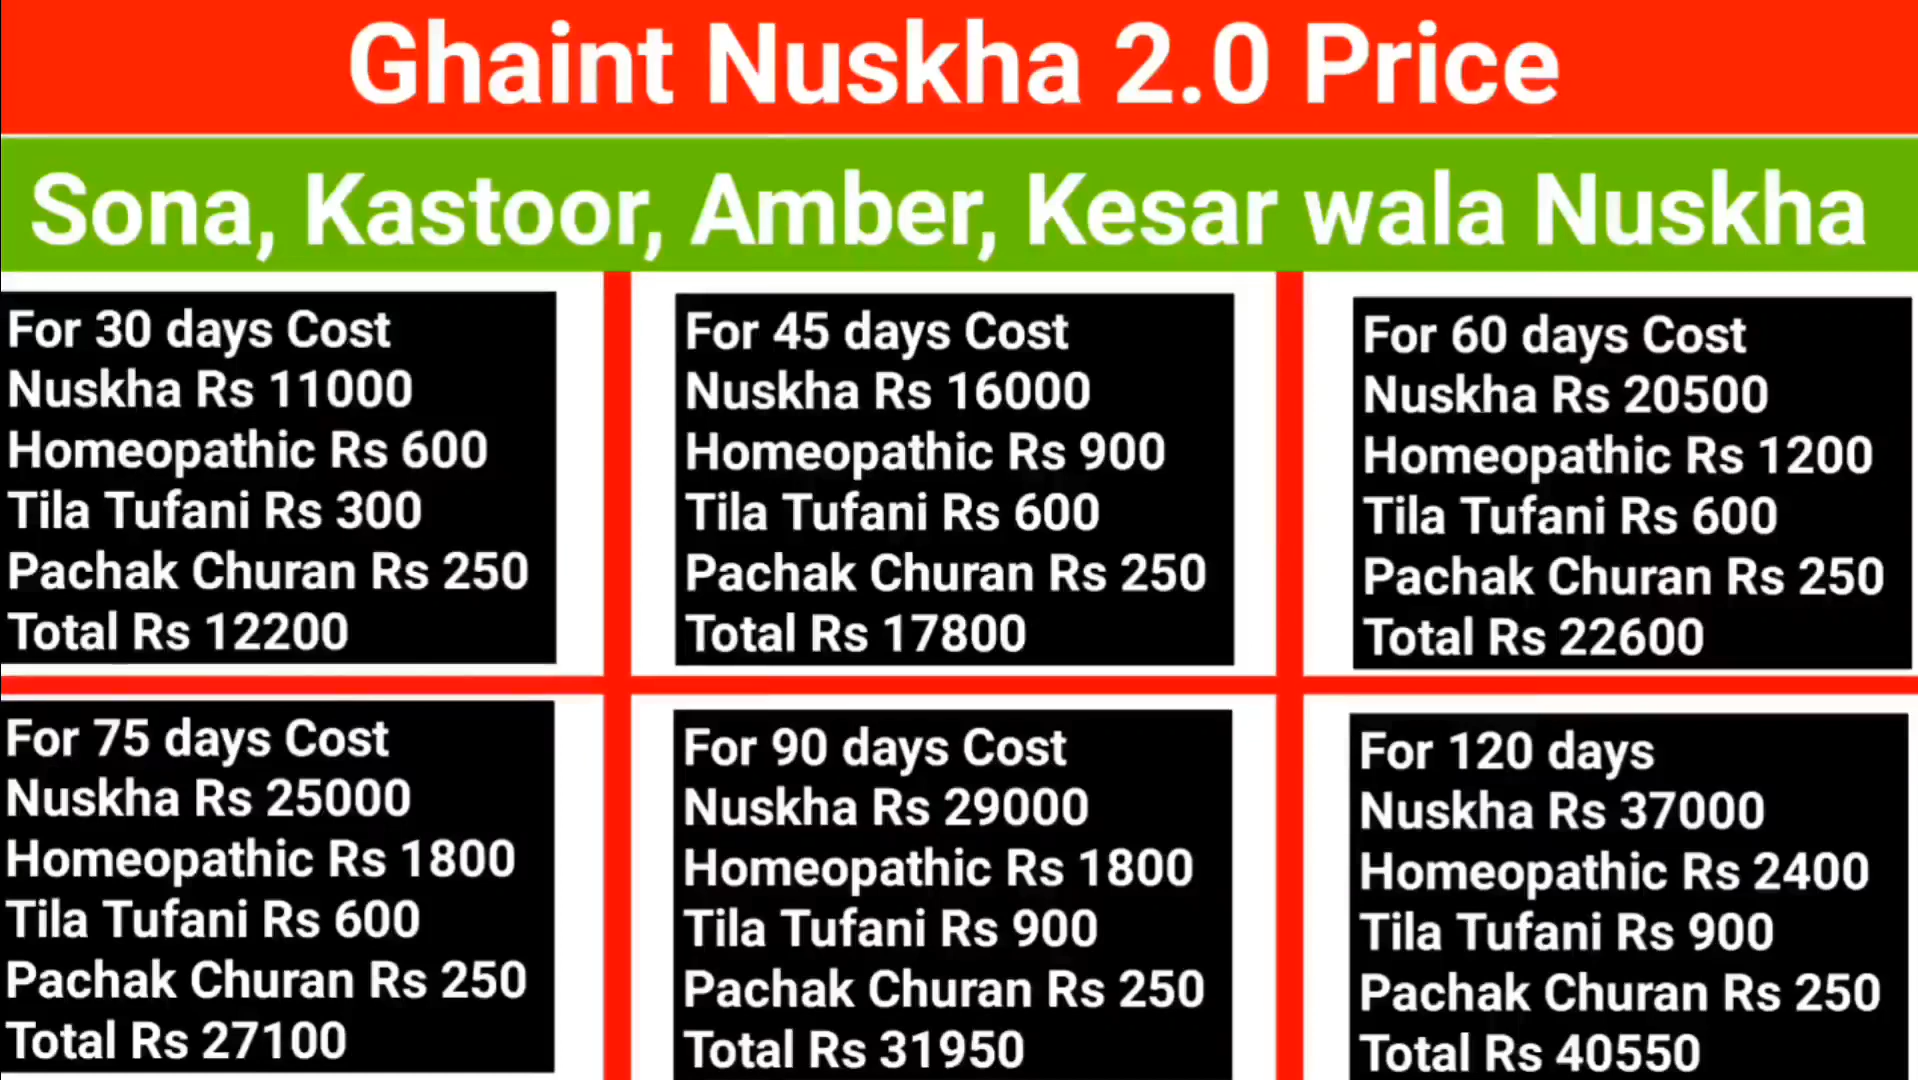 Ghaint Nuskha 2.0 Price
Sona, Kastoor, Amber, Kesar wala Nuskha
For 30 days Cost
Nuskha Rs 11000
Homeopathic Rs 600
Tila Tufani Rs 300
Pachak Churan Rs 250
Total Rs 12200
For 45 days Cost
Nuskha Rs 16000
Homeopathic Rs 900
Tila Tufani Rs 600
Pachak Churan Rs 250
Total Rs 17800
For 60 days Cost
Nuskha Rs 20500
Homeopathic Rs 1200
Tila Tufani Rs 600
Pachak Churan Rs 250
Total Rs 22600
For 75 days Cost
Nuskha Rs 25000
Homeopathic Rs 1800
Tila Tufani Rs 600
Pachak Churan Rs 250
Total Rs 27100
For 90 days Cost
Nuskha Rs 29000
Homeopathic Rs 1800
Tila Tufani Rs 900
Pachak Churan Rs 250
Total Rs 31950
For 120 days
Nuskha Rs 37000
Homeopathic Rs 2400
Tila Tufani Rs 900
Pachak Churan Rs 250
Total Rs 40550